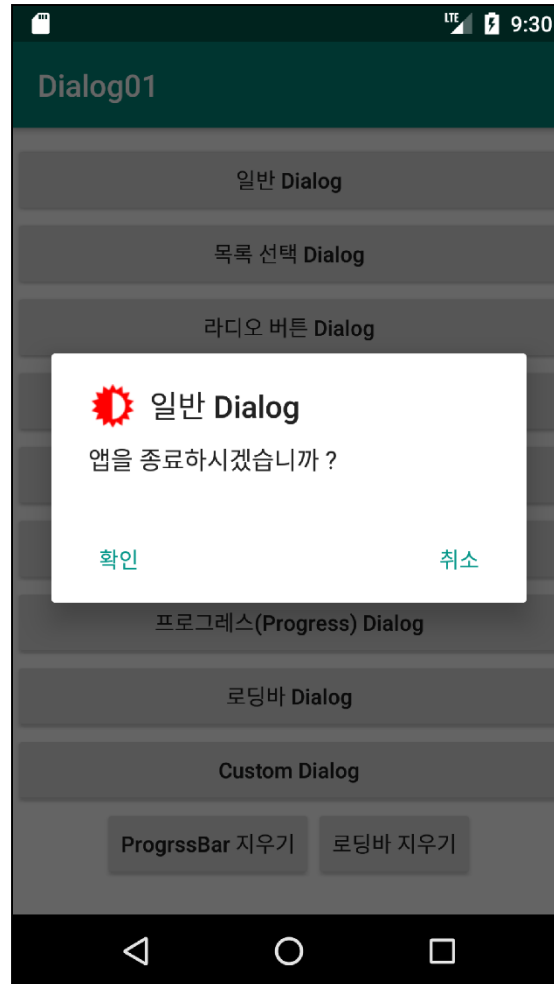 LTE 9:30
Dialog01
일반 Dialog
목록 선택 Dialog
라디오 버튼 Dialog
일반 Dialog
앱을 종료하시겠습니까 ?
확인 취소
프로그레스(Progress) Dialog
로딩바 Dialog
Custom Dialog
ProgrssBar 지우기 로딩바 지우기